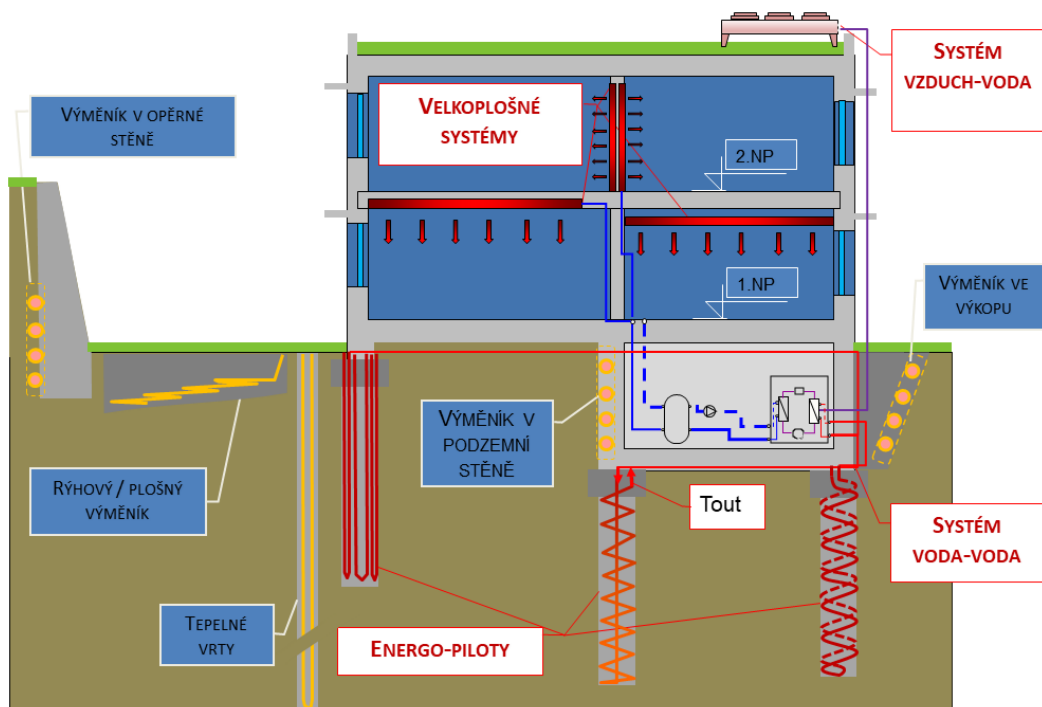 SYSTÉM
VZDUCH-VODA
VÝMĚNÍK V OPĚRNÉ
STĚNĚ
VELKOPLOŠNÉ
SYSTÉMY
2.NP
1.NP
VÝMĚNÍK VE
VÝKOPU
VÝMĚNÍK V
PODZEMNÍ
STĚNĚ
RÝHOVÝ / PLOŠNÝ
VÝMĚNÍK
Tout
SYSTÉM
VODA-VODA
TEPELNÉ
VRTY
ENERGO-PILOTY